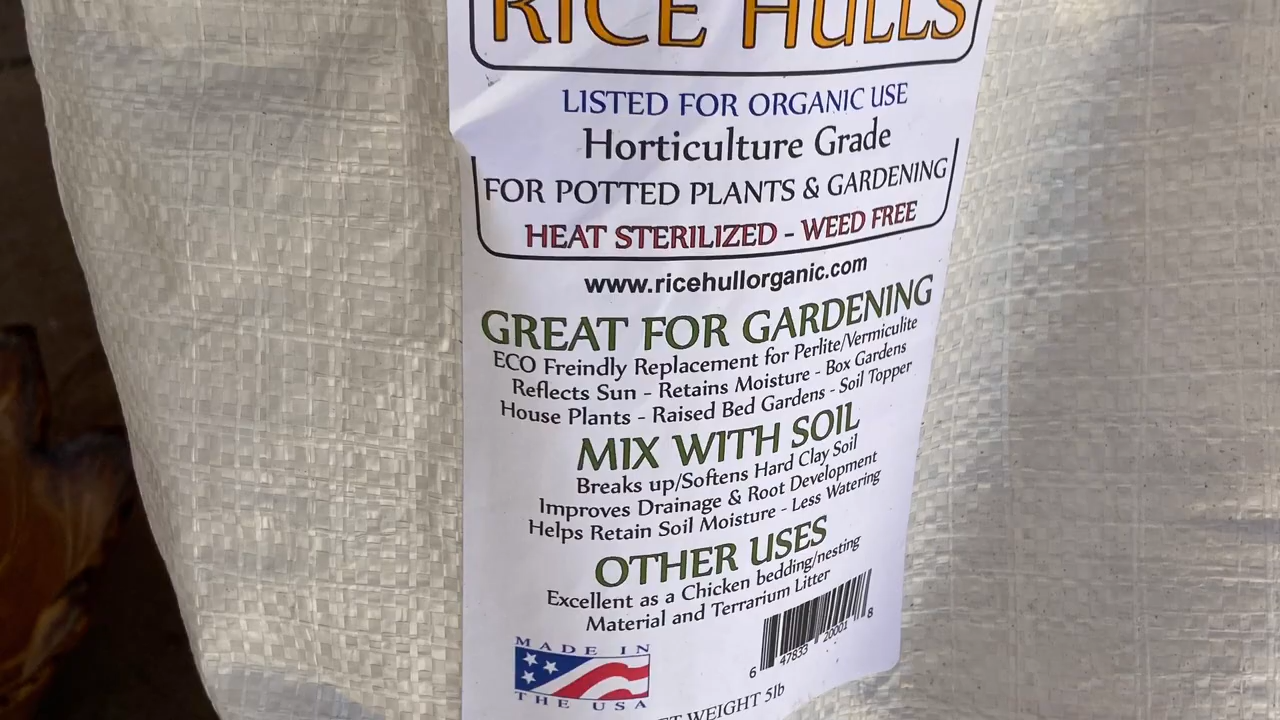 RICE HULLS
LISTED FOR ORGANIC USE
Horticulture Grade
FOR POTTED PLANTS & GARDENING
HEAT STERILIZED - WEED FREE
www.ricehullorganic.com
GREAT FOR GARDENING
ECO Freindly Replacement for Perlite/Vermiculite
Reflects Sun - Retains Moisture - Box Gardens
House Plants - Raised Bed Gardens - Soil Topper
MIX WITH SOIL
Breaks up/Softens Hard Clay Soil
Improves Drainage & Root Development
Helps Retain Soil Moisture - Less Watering
OTHER USES
Excellent as a Chicken bedding/nesting
Material and Terrarium Litter
6 47833 20001 8
MADE IN
THE USA
WEIGHT 5lb